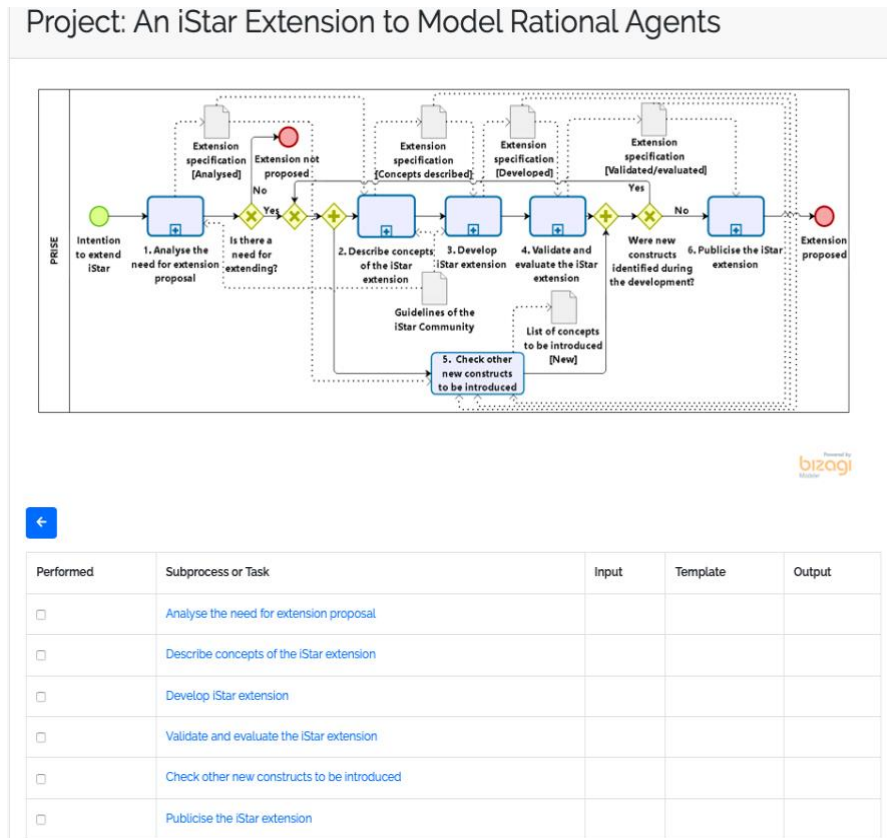 Project: An iStar Extension to Model Rational Agents
PRISE
Intention
to extend
iStar
1. Analyse the
need for extension
proposal
Extension
specification
[Analysed]
Is there a
need for
extending?
No
Yes
Extension not
proposed
2. Describe concepts
of the iStar
extension
Extension
specification
[Concepts described]
3. Develop
iStar extension
Extension
specification
[Developed]
4. Validate and
evaluate the iStar
extension
Extension
specification
[Validated/evaluated]
Yes
No
Were new
constructs
identified during
the development?
6. Publicise the iStar
extension
Extension
proposed
Guidelines of the
iStar Community
List of concepts
to be introduced
[New]
5. Check other
new constructs
to be introduced
Powered by
bizagi
Modeler
Performed Subprocess or Task Input Template Output
Analyse the need for extension proposal
Describe concepts of the iStar extension
Develop iStar extension
Validate and evaluate the iStar extension
Check other new constructs to be introduced
Publicise the iStar extension